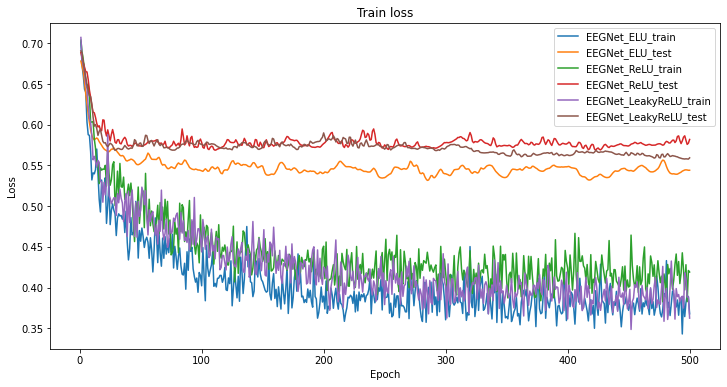 Train loss
0.70
0.65
0.60
0.55
0.50
0.45
0.40
0.35
Loss
EEGNet_ELU_train
EEGNet_ELU_test
EEGNet_ReLU_train
EEGNet_ReLU_test
EEGNet_LeakyReLU_train
EEGNet_LeakyReLU_test
0
100
200
300
400
500
Epoch